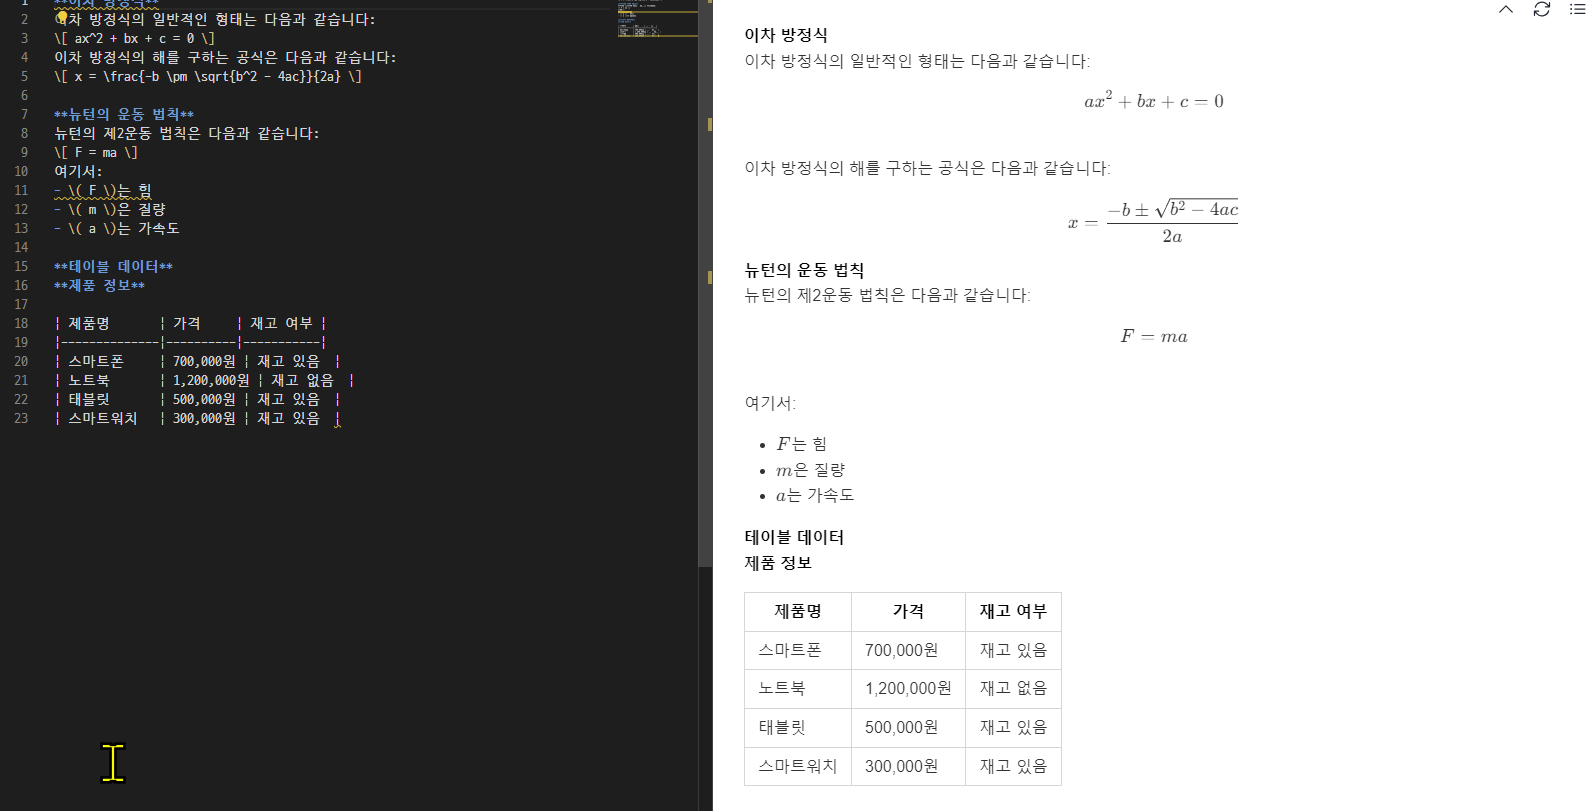 1 **이차 방정식**
2 이차 방정식의 일반적인 형태는 다음과 같습니다:
3 \[ ax^2 + bx + c = 0 \]
4 이차 방정식의 해를 구하는 공식은 다음과 같습니다:
5 \[ x = \frac{-b \pm \sqrt{b^2 - 4ac}}{2a} \]
6
7 **뉴턴의 운동 법칙**
8 뉴턴의 제2운동 법칙은 다음과 같습니다:
9 \[ F = ma \]
10 여기서:
11 - \( F \)는 힘
12 - \( m \)은 질량
13 - \( a \)는 가속도
14
15 **테이블 데이터**
16 **제품 정보**
17
18 | 제품명 | 가격 | 재고 여부 |
19 |--------------|----------|-----------|
20 | 스마트폰 | 700,000원 | 재고 있음 |
21 | 노트북 | 1,200,000원 | 재고 없음 |
22 | 태블릿 | 500,000원 | 재고 있음 |
23 | 스마트워치 | 300,000원 | 재고 있음 |
이차 방정식
이차 방정식의 일반적인 형태는 다음과 같습니다:
ax² + bx + c = 0
이차 방정식의 해를 구하는 공식은 다음과 같습니다:
x = (−b ± √(b² − 4ac)) / 2a
뉴턴의 운동 법칙
뉴턴의 제2운동 법칙은 다음과 같습니다:
F = ma
여기서:
• F는 힘
• m은 질량
• a는 가속도
테이블 데이터
제품 정보
제품명 가격 재고 여부
스마트폰 700,000원 재고 있음
노트북 1,200,000원 재고 없음
태블릿 500,000원 재고 있음
스마트워치 300,000원 재고 있음